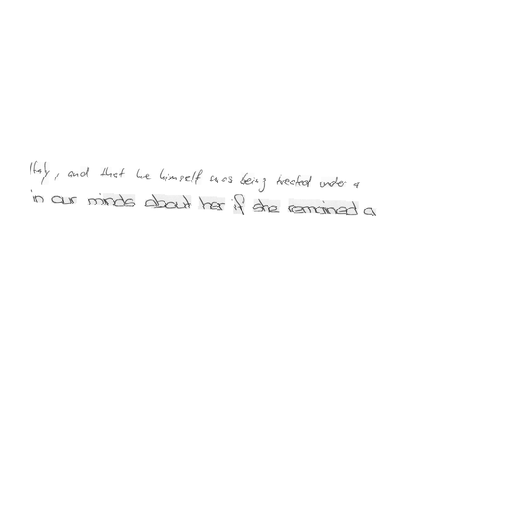 Italy, and that he himself was being treated under a
in our minds about her if she remained a